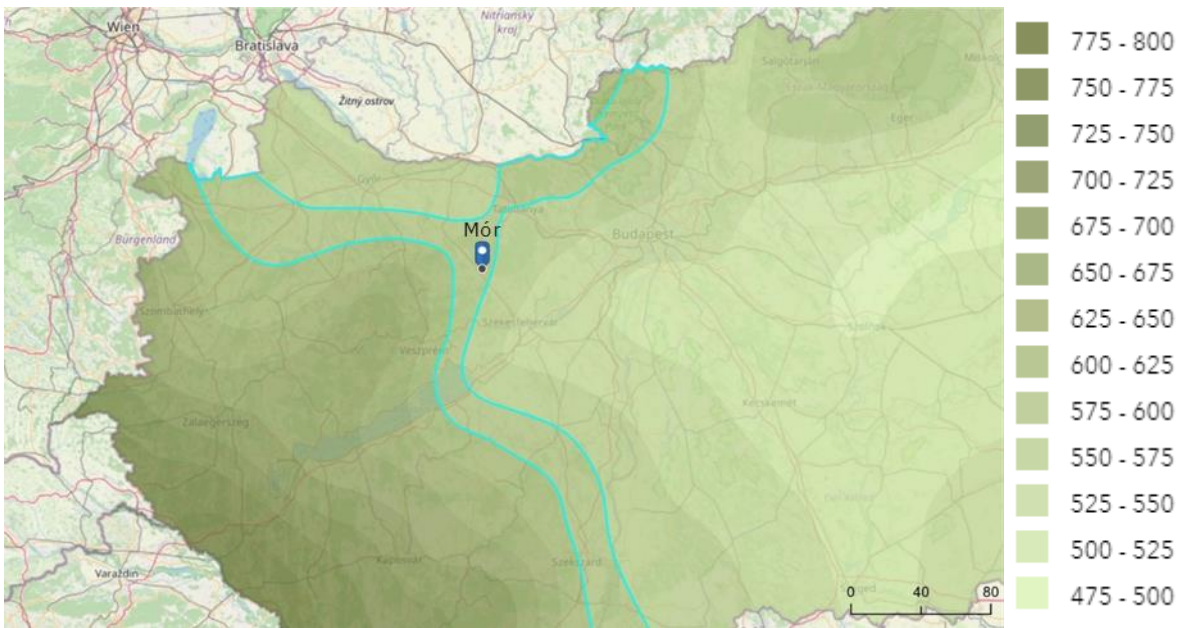 Wien
Nitriansky
kraj
Bratislava
Žitný ostrov
Salgótarján
Miskolc
Eger
Győr
Tatabánya
Mór
Budapest
Burgenland
Szombathely
Székesfehérvár
Szolnok
Veszprém
Kecskemét
Zalaegerszeg
Kaposvár
Szekszárd
Varaždin
Szeged
0 40 80
775 - 800
750 - 775
725 - 750
700 - 725
675 - 700
650 - 675
625 - 650
600 - 625
575 - 600
550 - 575
525 - 550
500 - 525
475 - 500